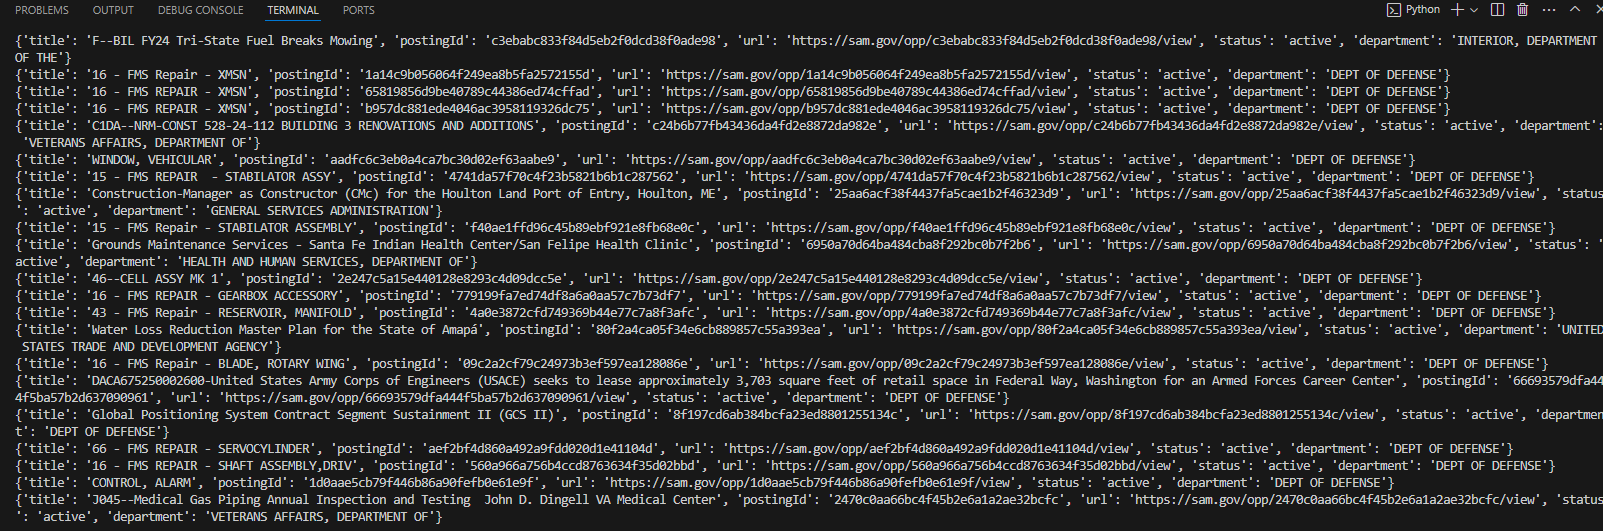 PROBLEMS OUTPUT DEBUG CONSOLE TERMINAL PORTS Python
{'title': 'F--BIL FY24 Tri-State Fuel Breaks Mowing', 'postingId': 'c3ebabc833f84d5eb2f0dcd38f0ade98', 'url': 'https://sam.gov/opp/c3ebabc833f84d5eb2f0dcd38f0ade98/view', 'status': 'active', 'department': 'INTERIOR, DEPARTMENT
OF THE'}
{'title': '16 - FMS Repair - XMSN', 'postingId': '1a14c9b056064f249ea8b5fa2572155d', 'url': 'https://sam.gov/opp/1a14c9b056064f249ea8b5fa2572155d/view', 'status': 'active', 'department': 'DEPT OF DEFENSE'}
{'title': '16 - FMS REPAIR - XMSN', 'postingId': '65819856d9be40789c44386ed74cffad', 'url': 'https://sam.gov/opp/65819856d9be40789c44386ed74cffad/view', 'status': 'active', 'department': 'DEPT OF DEFENSE'}
{'title': '16 - FMS Repair - XMSN', 'postingId': 'b957dc881ede4046ac3958119326dc75', 'url': 'https://sam.gov/opp/b957dc881ede4046ac3958119326dc75/view', 'status': 'active', 'department': 'DEPT OF DEFENSE'}
{'title': 'C1DA--NRM-CONST 528-24-112 BUILDING 3 RENOVATIONS AND ADDITIONS', 'postingId': 'c24b6b77fb43436da4fd2e8872da982e', 'url': 'https://sam.gov/opp/c24b6b77fb43436da4fd2e8872da982e/view', 'status': 'active', 'department':
'VETERANS AFFAIRS, DEPARTMENT OF'}
{'title': 'WINDOW, VEHICULAR', 'postingId': 'aadfc6c3eb0a4ca7bc30d02ef63aabe9', 'url': 'https://sam.gov/opp/aadfc6c3eb0a4ca7bc30d02ef63aabe9/view', 'status': 'active', 'department': 'DEPT OF DEFENSE'}
{'title': '15 - FMS REPAIR  - STABILATOR ASSY', 'postingId': '4741da57f70c4f23b5821b6b1c287562', 'url': 'https://sam.gov/opp/4741da57f70c4f23b5821b6b1c287562/view', 'status': 'active', 'department': 'DEPT OF DEFENSE'}
{'title': 'Construction-Manager as Constructor (CMc) for the Houlton Land Port of Entry, Houlton, ME', 'postingId': '25aa6acf38f4437fa5cae1b2f46323d9', 'url': 'https://sam.gov/opp/25aa6acf38f4437fa5cae1b2f46323d9/view', 'status
': 'active', 'department': 'GENERAL SERVICES ADMINISTRATION'}
{'title': '15 - FMS Repair - STABILATOR ASSEMBLY', 'postingId': 'f40ae1ffd96c45b89ebf921e8fb68e0c', 'url': 'https://sam.gov/opp/f40ae1ffd96c45b89ebf921e8fb68e0c/view', 'status': 'active', 'department': 'DEPT OF DEFENSE'}
{'title': 'Grounds Maintenance Services - Santa Fe Indian Health Center/San Felipe Health Clinic', 'postingId': '6950a70d64ba484cba8f292bc0b7f2b6', 'url': 'https://sam.gov/opp/6950a70d64ba484cba8f292bc0b7f2b6/view', 'status': '
active', 'department': 'HEALTH AND HUMAN SERVICES, DEPARTMENT OF'}
{'title': '46--CELL ASSY MK 1', 'postingId': '2e247c5a15e440128e8293c4d09dcc5e', 'url': 'https://sam.gov/opp/2e247c5a15e440128e8293c4d09dcc5e/view', 'status': 'active', 'department': 'DEPT OF DEFENSE'}
{'title': '16 - FMS REPAIR - GEARBOX ACCESSORY', 'postingId': '779199fa7ed74df8a6a0aa57c7b73df7', 'url': 'https://sam.gov/opp/779199fa7ed74df8a6a0aa57c7b73df7/view', 'status': 'active', 'department': 'DEPT OF DEFENSE'}
{'title': '43 - FMS Repair - RESERVOIR, MANIFOLD', 'postingId': '4a0e3872cfd749369b44e77c7a8f3afc', 'url': 'https://sam.gov/opp/4a0e3872cfd749369b44e77c7a8f3afc/view', 'status': 'active', 'department': 'DEPT OF DEFENSE'}
{'title': 'Water Loss Reduction Master Plan for the State of Amapá', 'postingId': '80f2a4ca05f34e6cb889857c55a393ea', 'url': 'https://sam.gov/opp/80f2a4ca05f34e6cb889857c55a393ea/view', 'status': 'active', 'department': 'UNITED
STATES TRADE AND DEVELOPMENT AGENCY'}
{'title': '16 - FMS Repair - BLADE, ROTARY WING', 'postingId': '09c2a2cf79c24973b3ef597ea128086e', 'url': 'https://sam.gov/opp/09c2a2cf79c24973b3ef597ea128086e/view', 'status': 'active', 'department': 'DEPT OF DEFENSE'}
{'title': 'DACA675250002600-United States Army Corps of Engineers (USACE) seeks to lease approximately 3,703 square feet of retail space in Federal Way, Washington for an Armed Forces Career Center', 'postingId': '66693579dfa44
4f5ba57b2d637090961', 'url': 'https://sam.gov/opp/66693579dfa444f5ba57b2d637090961/view', 'status': 'active', 'department': 'DEPT OF DEFENSE'}
{'title': 'Global Positioning System Contract Segment Sustainment II (GCS II)', 'postingId': '8f197cd6ab384bcfa23ed8801255134c', 'url': 'https://sam.gov/opp/8f197cd6ab384bcfa23ed8801255134c/view', 'status': 'active', 'departmen
t': 'DEPT OF DEFENSE'}
{'title': '66 - FMS REPAIR - SERVOCYLINDER', 'postingId': 'aef2bf4d860a492a9fdd020d1e41104d', 'url': 'https://sam.gov/opp/aef2bf4d860a492a9fdd020d1e41104d/view', 'status': 'active', 'department': 'DEPT OF DEFENSE'}
{'title': '16 - FMS REPAIR - SHAFT ASSEMBLY,DRIV', 'postingId': '560a966a756b4ccd8763634f35d02bbd', 'url': 'https://sam.gov/opp/560a966a756b4ccd8763634f35d02bbd/view', 'status': 'active', 'department': 'DEPT OF DEFENSE'}
{'title': 'CONTROL, ALARM', 'postingId': '1d0aae5cb79f446b86a90fefb0e61e9f', 'url': 'https://sam.gov/opp/1d0aae5cb79f446b86a90fefb0e61e9f/view', 'status': 'active', 'department': 'DEPT OF DEFENSE'}
{'title': 'J045--Medical Gas Piping Annual Inspection and Testing  John D. Dingell VA Medical Center', 'postingId': '2470c0aa66bc4f45b2e6a1a2ae32bcfc', 'url': 'https://sam.gov/opp/2470c0aa66bc4f45b2e6a1a2ae32bcfc/view', 'status
': 'active', 'department': 'VETERANS AFFAIRS, DEPARTMENT OF'}